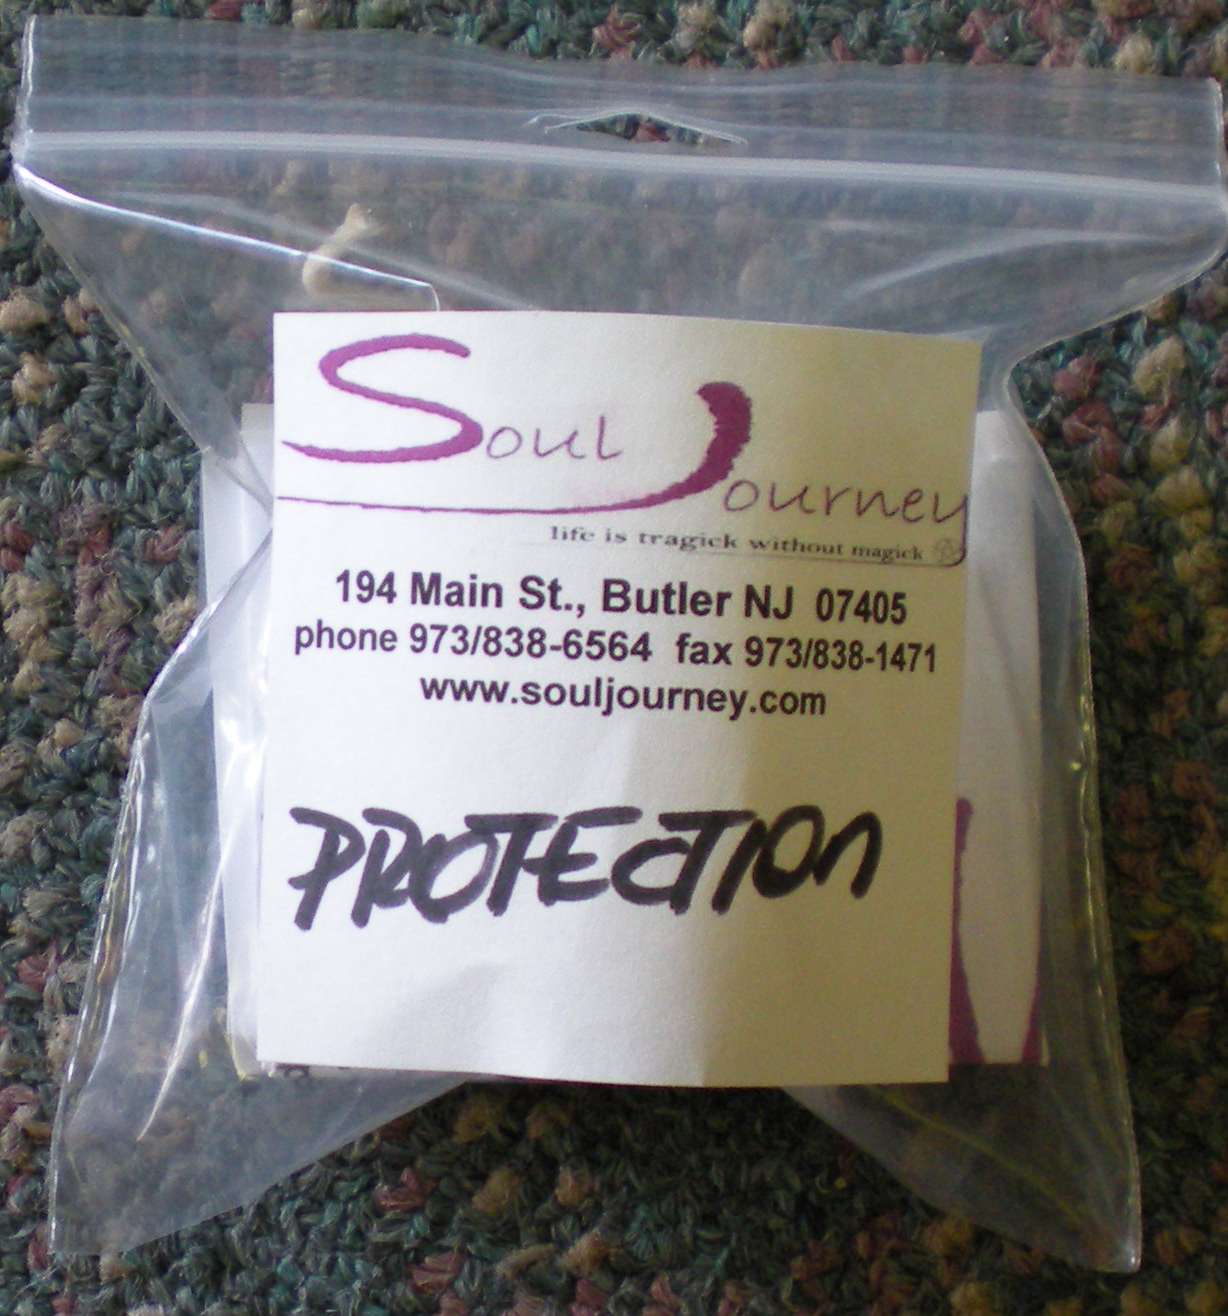 Soul Journey
life is tragick without magick
194 Main St., Butler NJ 07405
phone 973/838-6564 fax 973/838-1471
www.souljourney.com
PROTECTION